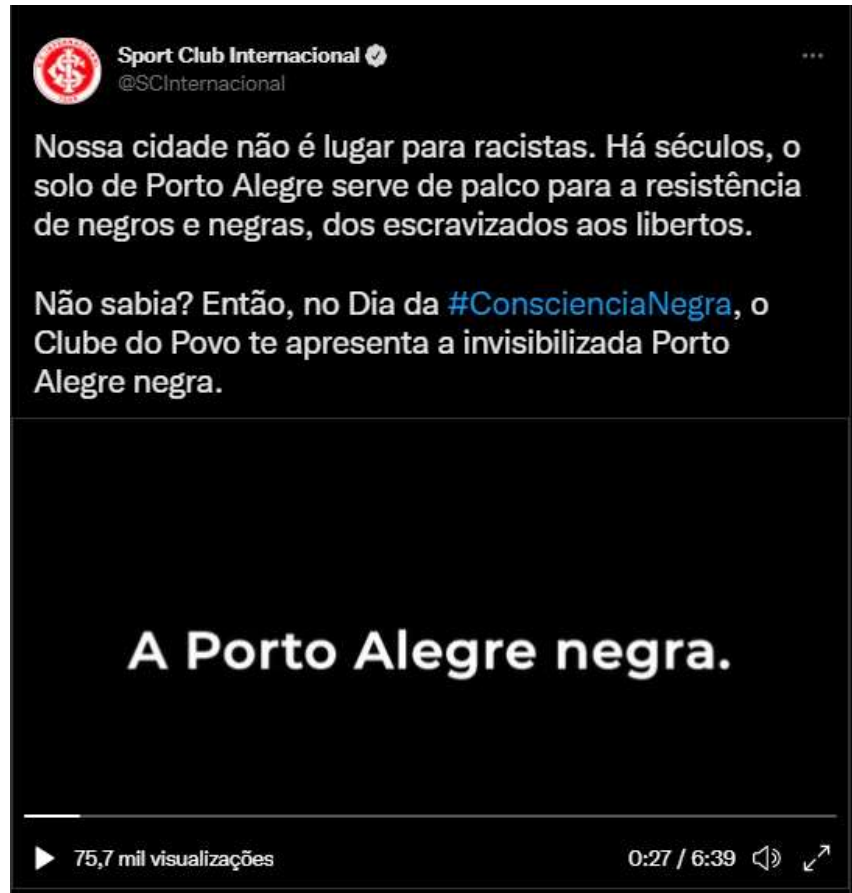 Sport Club Internacional
@SCInternacional
Nossa cidade não é lugar para racistas. Há séculos, o
solo de Porto Alegre serve de palco para a resistência
de negros e negras, dos escravizados aos libertos.
Não sabia? Então, no Dia da #ConscienciaNegra, o
Clube do Povo te apresenta a invisibilizada Porto
Alegre negra.
A Porto Alegre negra.
75,7 mil visualizações
0:27 / 6:39